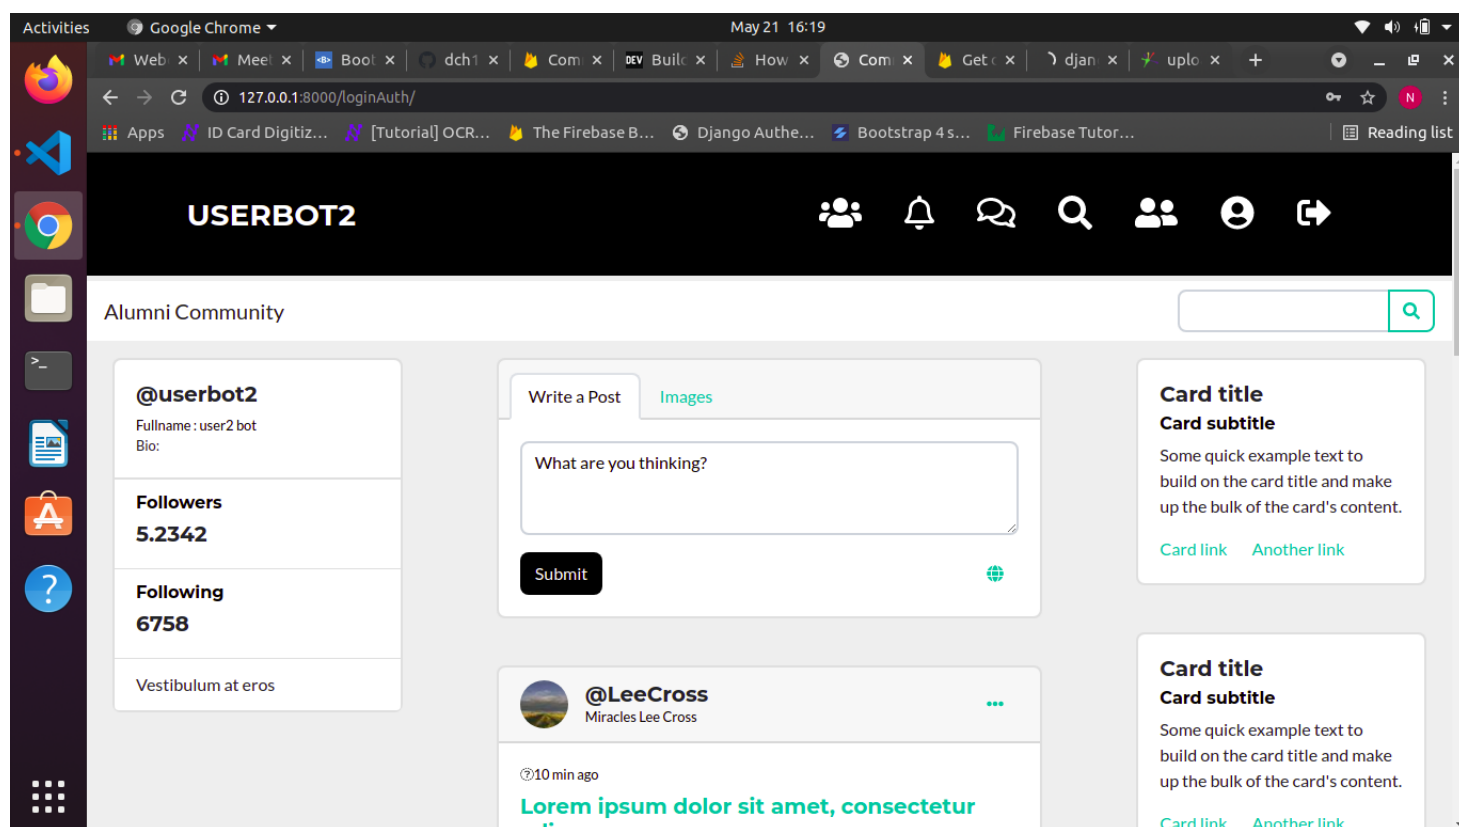 Activities Google Chrome May 21 16:19
Web Meet Boot dch1 Com Build How Com Get djan uplo
127.0.0.1:8000/loginAuth/ N
Apps ID Card Digitiz... [Tutorial] OCR... The Firebase B... Django Authe... Bootstrap 4 s... Firebase Tutor... Reading list
USERBOT2
Alumni Community
@userbot2
Fullname : user2 bot
Bio:
Followers
5.2342
Following
6758
Vestibulum at eros
Write a Post Images
What are you thinking?
Submit
@LeeCross
Miracles Lee Cross
10 min ago
Lorem ipsum dolor sit amet, consectetur
Card title
Card subtitle
Some quick example text to
build on the card title and make
up the bulk of the card's content.
Card link Another link
Card title
Card subtitle
Some quick example text to
build on the card title and make
up the bulk of the card's content.
Card link Another link